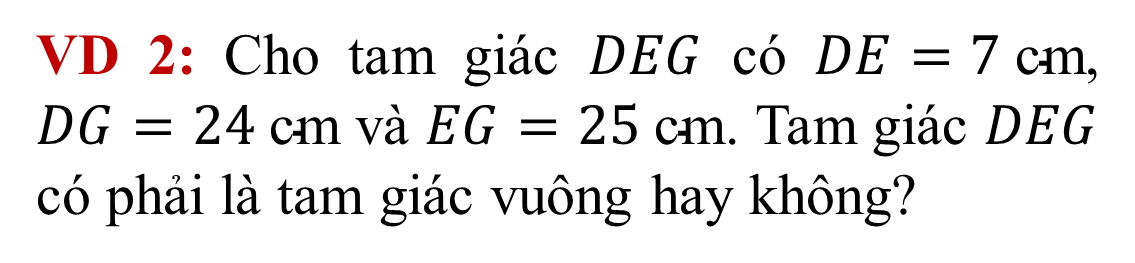 VD 2: Cho tam giác DEG có DE = 7 cm,
DG = 24 cm và EG = 25 cm. Tam giác DEG
có phải là tam giác vuông hay không?